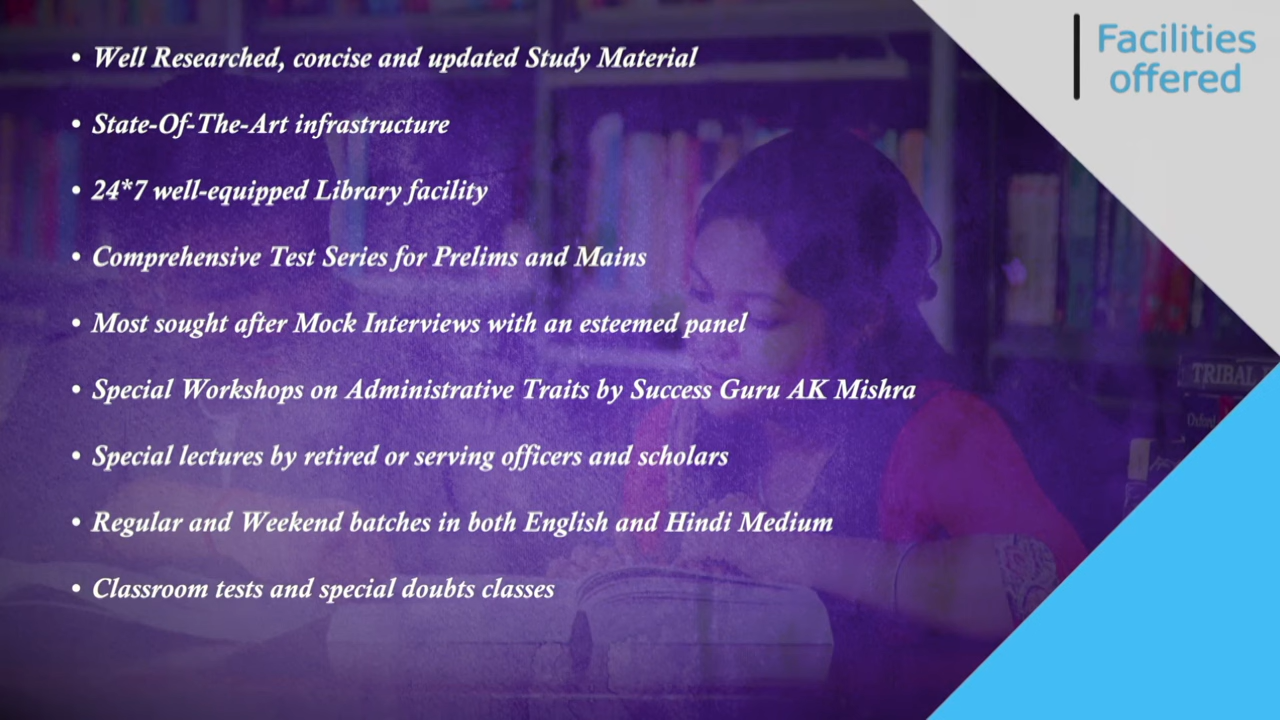 Facilities
offered
• Well Researched, concise and updated Study Material
• State-Of-The-Art infrastructure
• 24*7 well-equipped Library facility
• Comprehensive Test Series for Prelims and Mains
• Most sought after Mock Interviews with an esteemed panel
• Special Workshops on Administrative Traits by Success Guru AK Mishra
• Special lectures by retired or serving officers and scholars
• Regular and Weekend batches in both English and Hindi Medium
• Classroom tests and special doubts classes
TRIBAL
Oxford